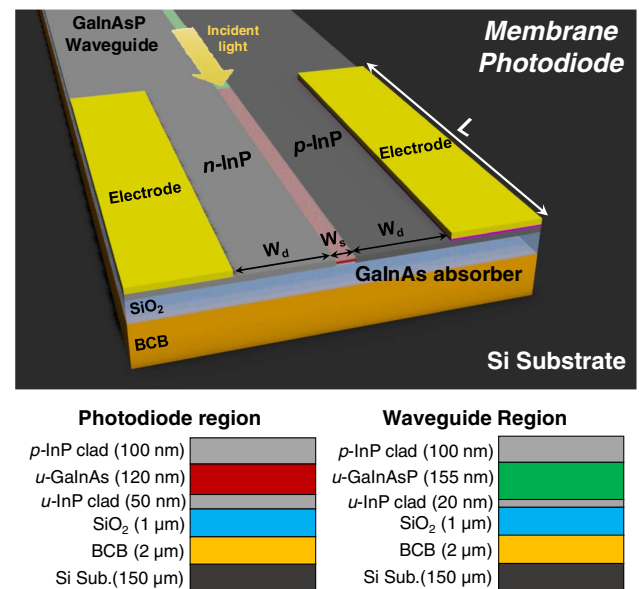 GaInAsP
Waveguide
Incident
light
Membrane
Photodiode
L
n-InP
p-InP
Electrode
Electrode
Wd
Ws
Wd
GaInAs absorber
SiO2
BCB
Si Substrate
Photodiode region
p-InP clad (100 nm)
u-GaInAs (120 nm)
u-InP clad (50 nm)
SiO2 (1 μm)
BCB (2 μm)
Si Sub.(150 μm)
Waveguide Region
p-InP clad (100 nm)
u-GaInAsP (155 nm)
u-InP clad (20 nm)
SiO2 (1 μm)
BCB (2 μm)
Si Sub.(150 μm)